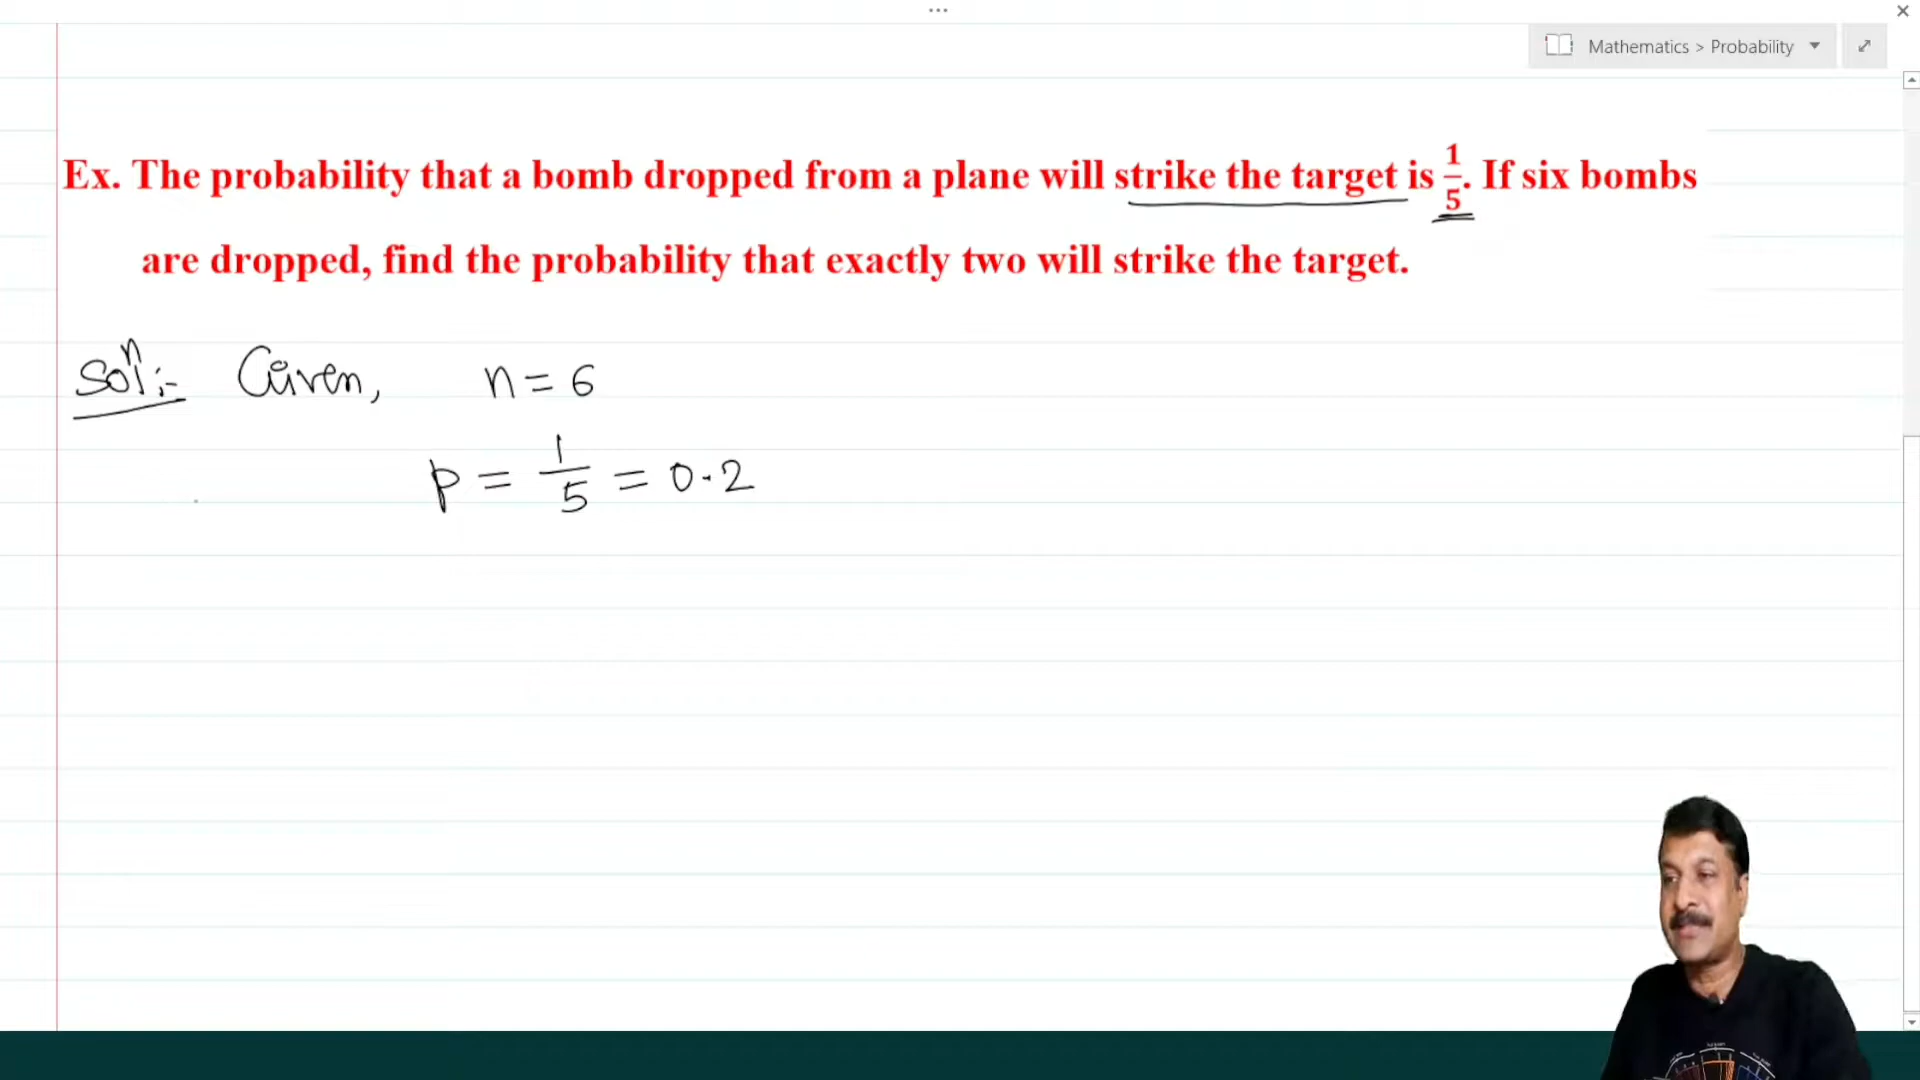 Mathematics > Probability
Ex. The probability that a bomb dropped from a plane will strike the target is 1/5. If six bombs
are dropped, find the probability that exactly two will strike the target.
Solⁿ:- Given, n = 6
p = 1/5 = 0.2